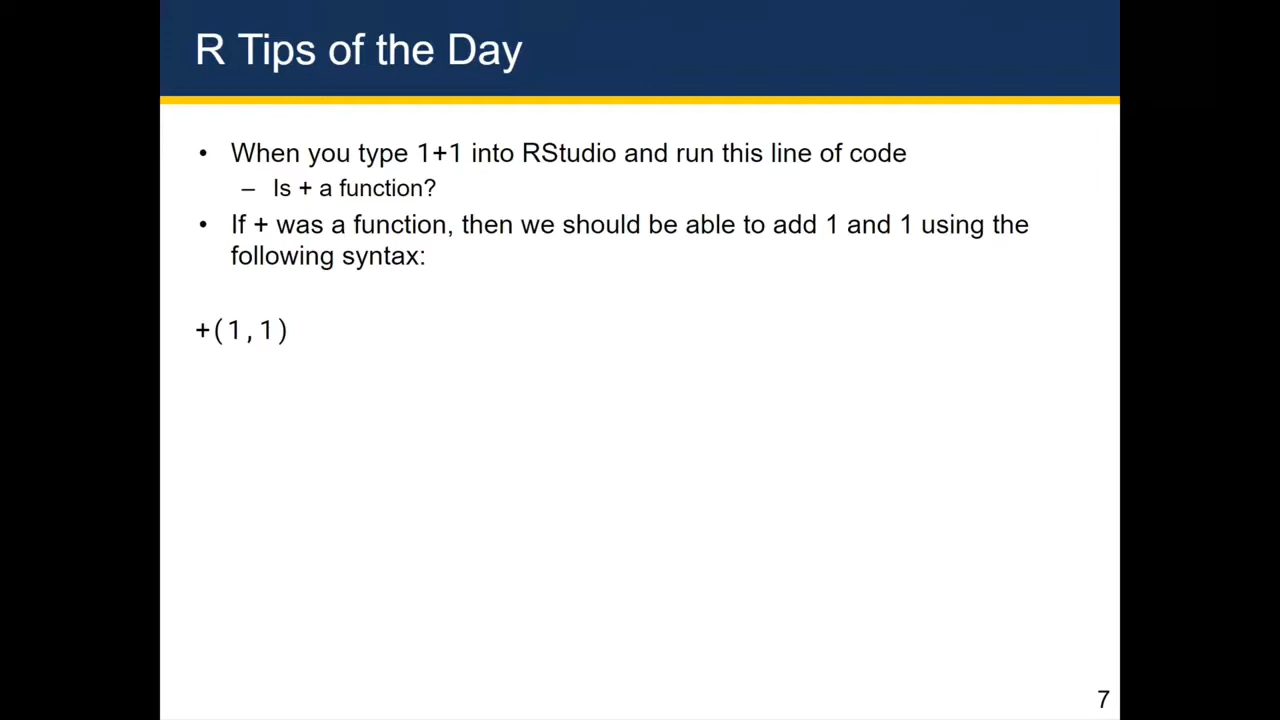 R Tips of the Day
• When you type 1+1 into RStudio and run this line of code
– Is + a function?
• If + was a function, then we should be able to add 1 and 1 using the
following syntax:
+(1,1)
7